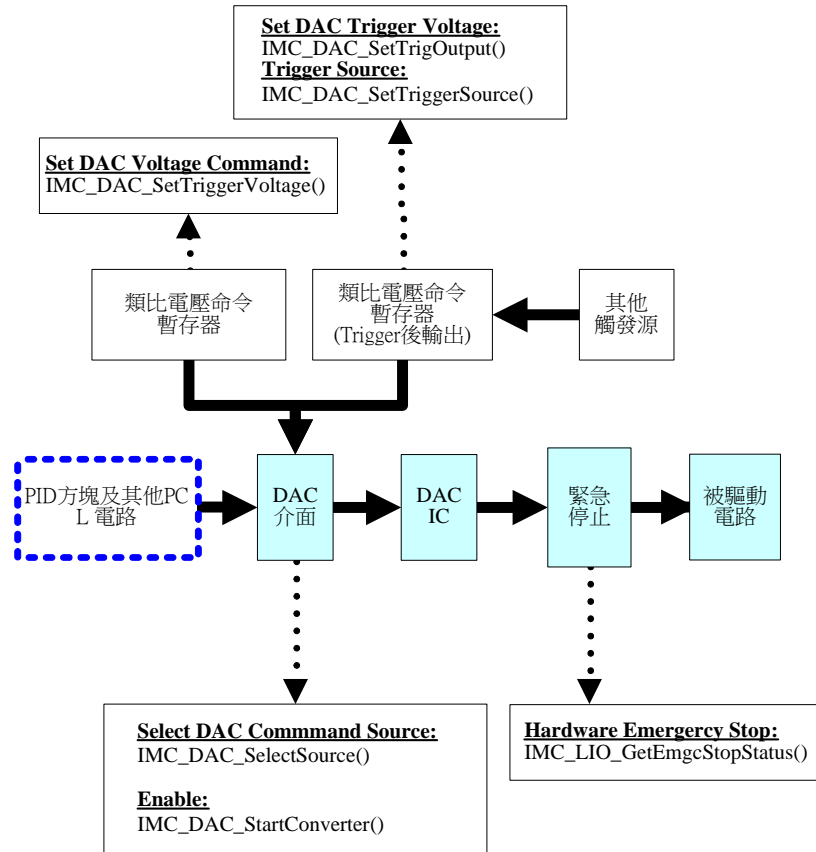 Set DAC Trigger Voltage:
IMC_DAC_SetTrigOutput()
Trigger Source:
IMC_DAC_SetTriggerSource()
Set DAC Voltage Command:
IMC_DAC_SetTriggerVoltage()
類比電壓命令
暫存器
類比電壓命令
暫存器
(Trigger後輸出)
其他
觸發源
PID方塊及其他PC
L 電路
DAC
介面
DAC
IC
緊急
停止
被驅動
電路
Select DAC Commmand Source:
IMC_DAC_SelectSource()
Enable:
IMC_DAC_StartConverter()
Hardware Emergercy Stop:
IMC_LIO_GetEmgcStopStatus()